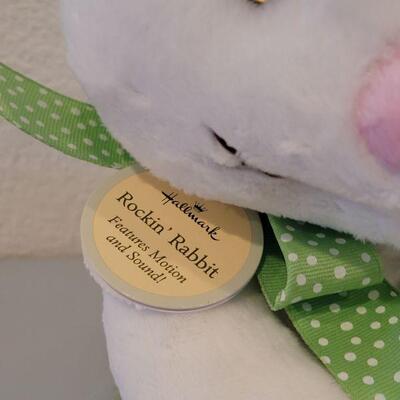 Hallmark
Rockin' Rabbit
Features Motion
and Sound!